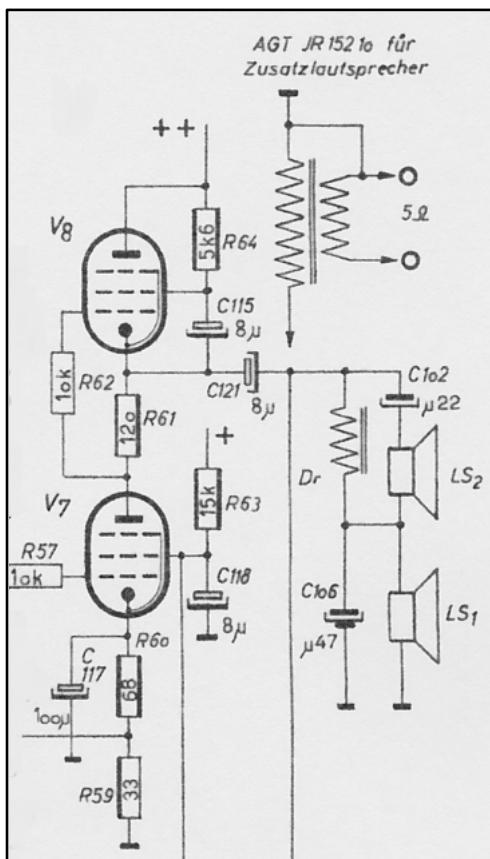 AGT JR 152 1o für
Zusatzlautsprecher
++
V8
5k6
R64
5Ω
C115
8μ
1ok
R62
C121
8μ
C1o2
μ22
12o
R61
+
Dr
LS2
V7
15k
R63
R57
1ok
C118
8μ
C1o6
μ47
LS1
R6o
C
117
68
1ooμ
R59
33